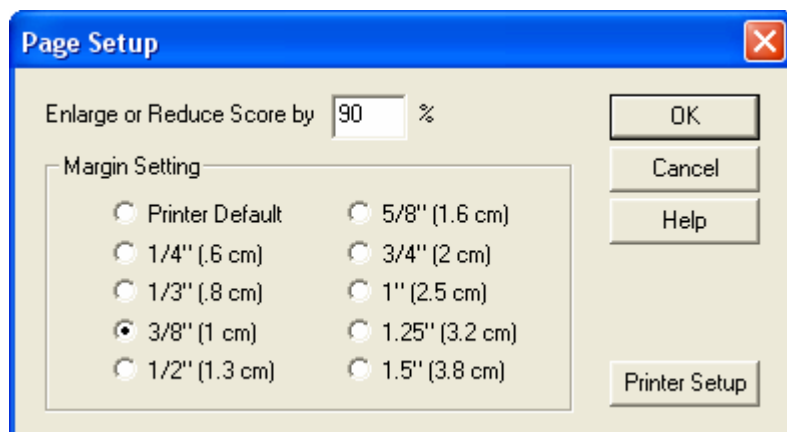 Page Setup
Enlarge or Reduce Score by 90 %
OK
Margin Setting
Cancel
Printer Default
5/8" (1.6 cm)
Help
1/4" (.6 cm)
3/4" (2 cm)
1/3" (.8 cm)
1" (2.5 cm)
3/8" (1 cm)
1.25" (3.2 cm)
1/2" (1.3 cm)
1.5" (3.8 cm)
Printer Setup